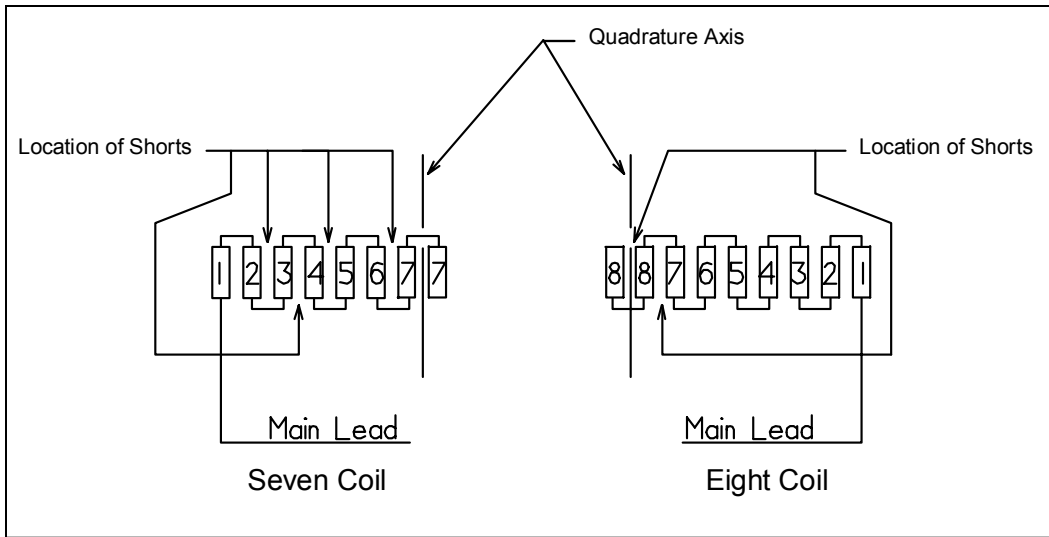 Quadrature Axis
Location of Shorts
Location of Shorts
1 2 3 4 5 6 7 7
8 8 7 6 5 4 3 2 1
Main Lead
Main Lead
Seven Coil
Eight Coil